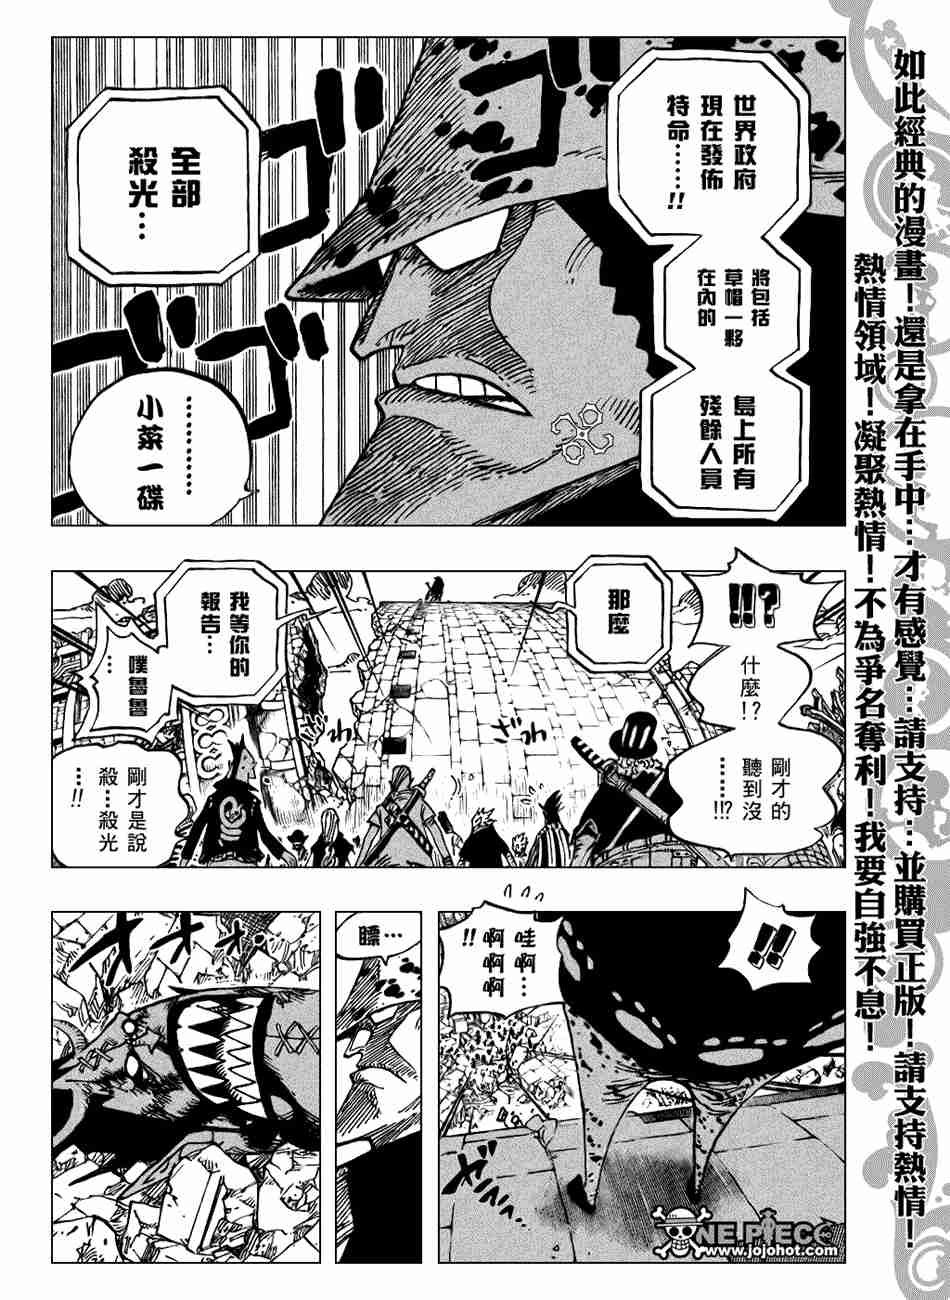 如此經典的漫畫！還是拿在手中…才有感覺…請支持…並購買正版！請支持熱情！
熱情領域！凝聚熱情！不為爭名奪利！我要自強不息！
世界政府
現在發佈
特命……!!
將包括
草帽一夥
在內的
島上所有
殘餘人員
全部
殺光…
…………
小菜一碟
!!?
什麼!?
剛才的
聽到沒
……!!?
那麼
我等你的
報告…
噗魯魯
…
剛才是說
殺…殺光
……!!
!!
哇啊
啊啊
啊啊
!!
瞟…
ONE PIECE
www.jojohot.com